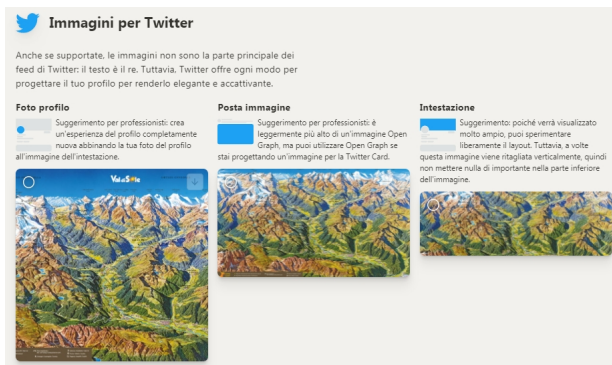 Immagini per Twitter
Anche se supportate, le immagini non sono la parte principale dei
feed di Twitter: il testo è il re. Tuttavia, Twitter offre ogni modo per
progettare il tuo profilo per renderlo elegante e accattivante.
Foto profilo
Suggerimento per professionisti: crea
un'esperienza del profilo completamente
nuova abbinando la tua foto del profilo
all'immagine dell'intestazione.
Val di Sole
Posta immagine
Suggerimento per professionisti: è
leggermente più alto di un'immagine Open
Graph, ma puoi utilizzare Open Graph se
stai progettando un'immagine per la Twitter Card.
Intestazione
Suggerimento: poiché verrà visualizzato
molto ampio, puoi sperimentare
liberamente il layout. Tuttavia, a volte
questa immagine viene ritagliata verticalmente, quindi
non mettere nulla di importante nella parte inferiore
dell'immagine.